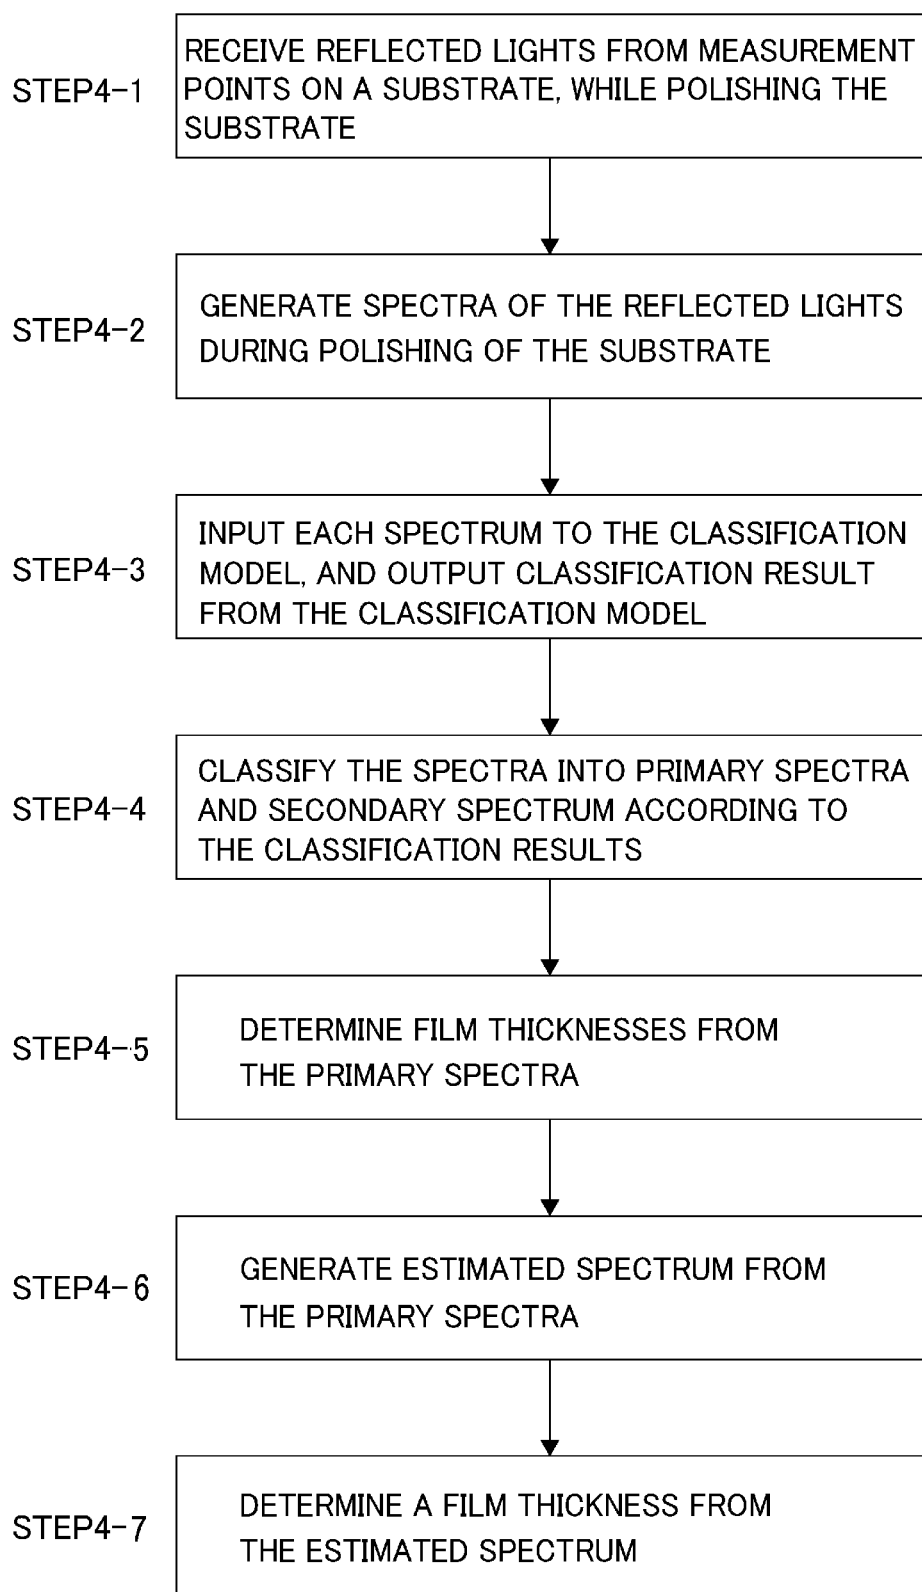 STEP4-1
RECEIVE REFLECTED LIGHTS FROM MEASUREMENT
POINTS ON A SUBSTRATE, WHILE POLISHING THE
SUBSTRATE
STEP4-2
GENERATE SPECTRA OF THE REFLECTED LIGHTS
DURING POLISHING OF THE SUBSTRATE
STEP4-3
INPUT EACH SPECTRUM TO THE CLASSIFICATION
MODEL, AND OUTPUT CLASSIFICATION RESULT
FROM THE CLASSIFICATION MODEL
STEP4-4
CLASSIFY THE SPECTRA INTO PRIMARY SPECTRA
AND SECONDARY SPECTRUM ACCORDING TO
THE CLASSIFICATION RESULTS
STEP4-5
DETERMINE FILM THICKNESSES FROM
THE PRIMARY SPECTRA
STEP4-6
GENERATE ESTIMATED SPECTRUM FROM
THE PRIMARY SPECTRA
STEP4-7
DETERMINE A FILM THICKNESS FROM
THE ESTIMATED SPECTRUM